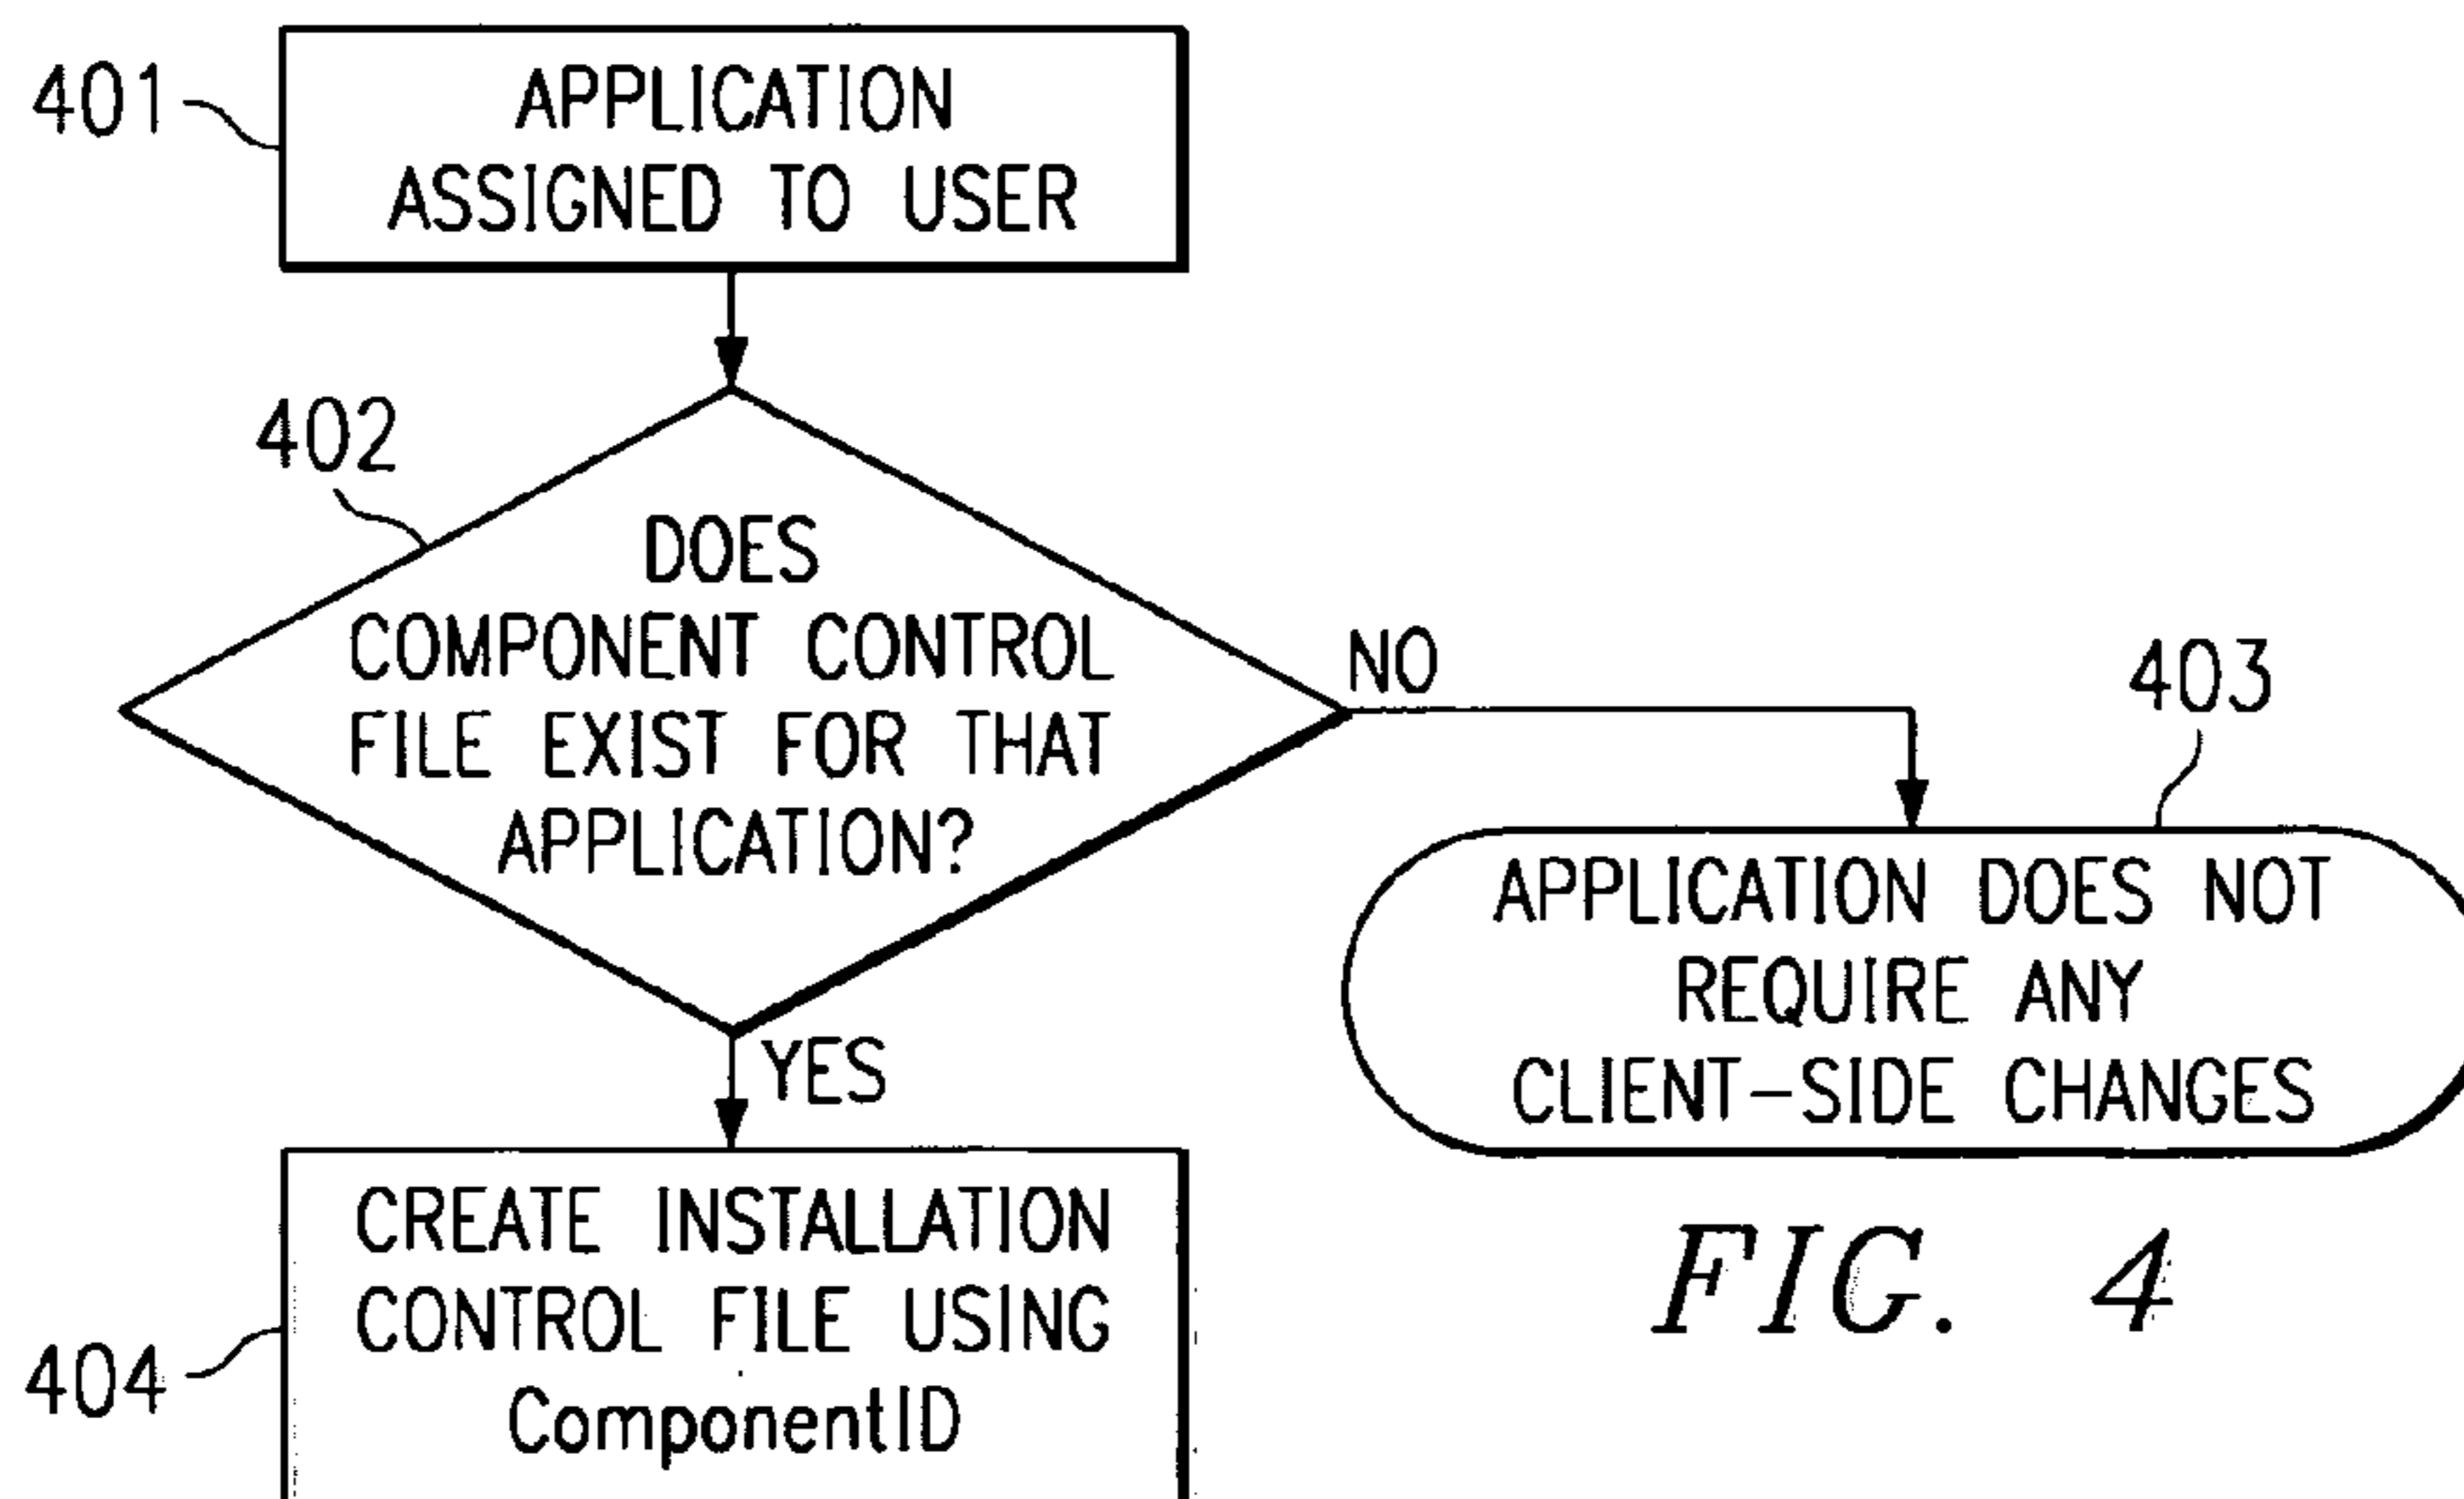 401
APPLICATION
ASSIGNED TO USER
402
DOES
COMPONENT CONTROL
FILE EXIST FOR THAT
APPLICATION?
NO
403
APPLICATION DOES NOT
REQUIRE ANY
CLIENT-SIDE CHANGES
YES
404
CREATE INSTALLATION
CONTROL FILE USING
ComponentID
FIG. 4